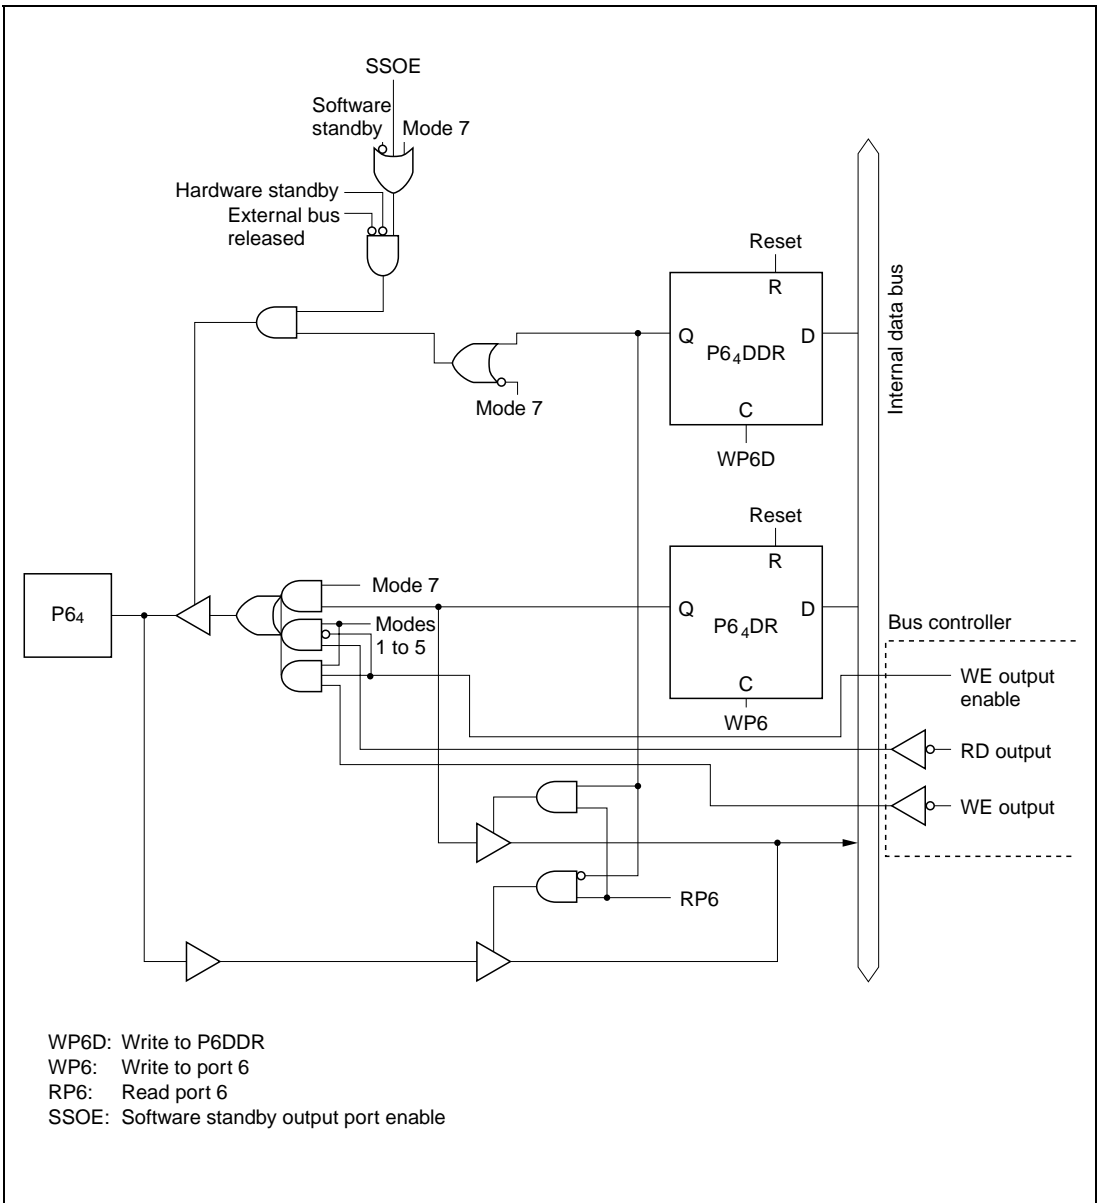 SSOE
Software
standby
Mode 7
Hardware standby
External bus
released
Reset
R
Q
P6₄DDR
D
C
WP6D
Mode 7
Internal data bus
Reset
R
Q
P6₄DR
D
C
WP6
P6₄
Mode 7
Modes
1 to 5
Bus controller
WE output
enable
RD output
WE output
RP6
WP6D: Write to P6DDR
WP6: Write to port 6
RP6: Read port 6
SSOE: Software standby output port enable